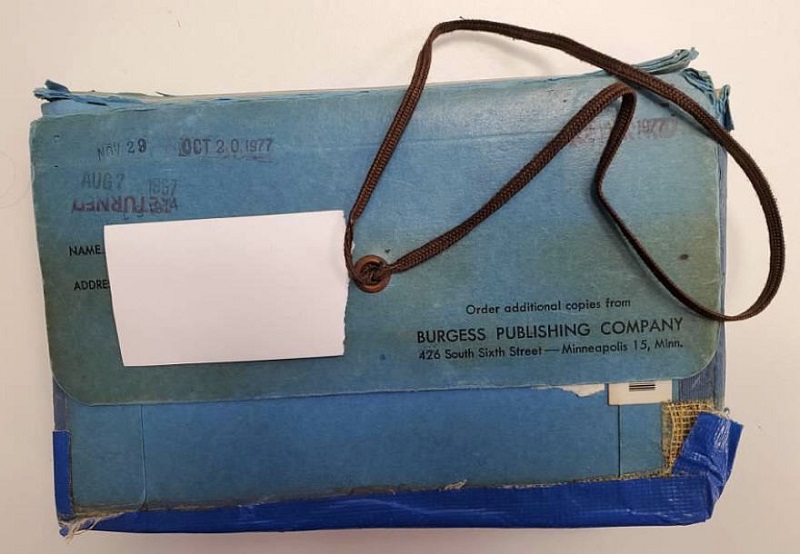 NOV 29
OCT 20.1977
1977
AUG 7 1967
RETURNED
NAME
ADDRE
Order additional copies from
BURGESS PUBLISHING COMPANY
426 South Sixth Street—Minneapolis 15, Minn.